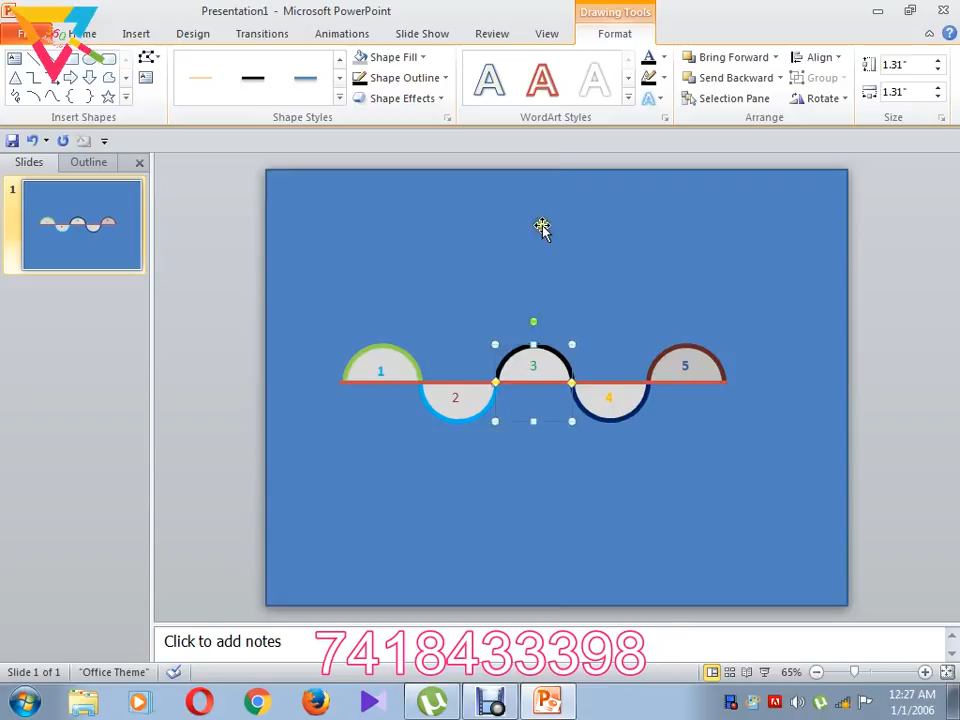 Presentation1 - Microsoft PowerPoint
Drawing Tools
Home
Insert
Design
Transitions
Animations
Slide Show
Review
View
Format
Shape Fill
Shape Outline
Shape Effects
A A A
Bring Forward
Send Backward
Selection Pane
Align
Group
Rotate
1.31"
1.31"
Insert Shapes
Shape Styles
WordArt Styles
Arrange
Size
Slides
Outline
1
1
2
3
4
5
Click to add notes
7418433398
Slide 1 of 1
"Office Theme"
65%
12:27 AM
1/1/2006